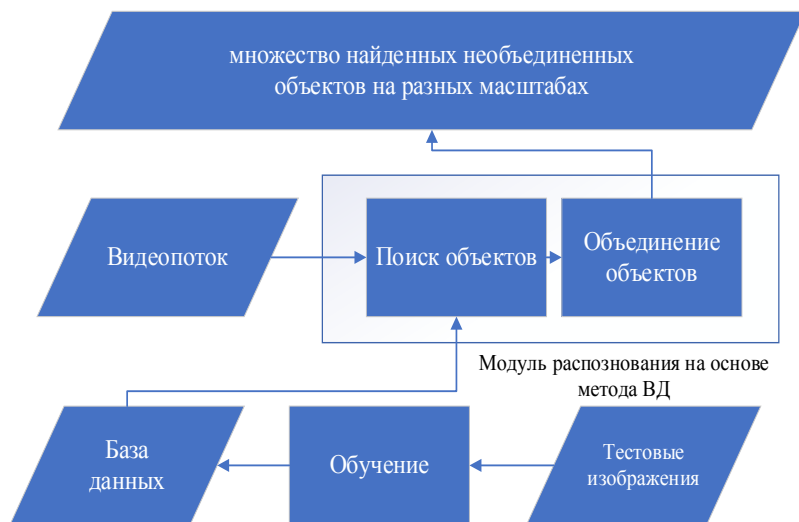 множество найденных необъединенных
объектов на разных масштабах
Видеопоток
Поиск объектов
Объединение
объектов
Модуль распознования на основе
метода ВД
База
данных
Обучение
Тестовые
изображения